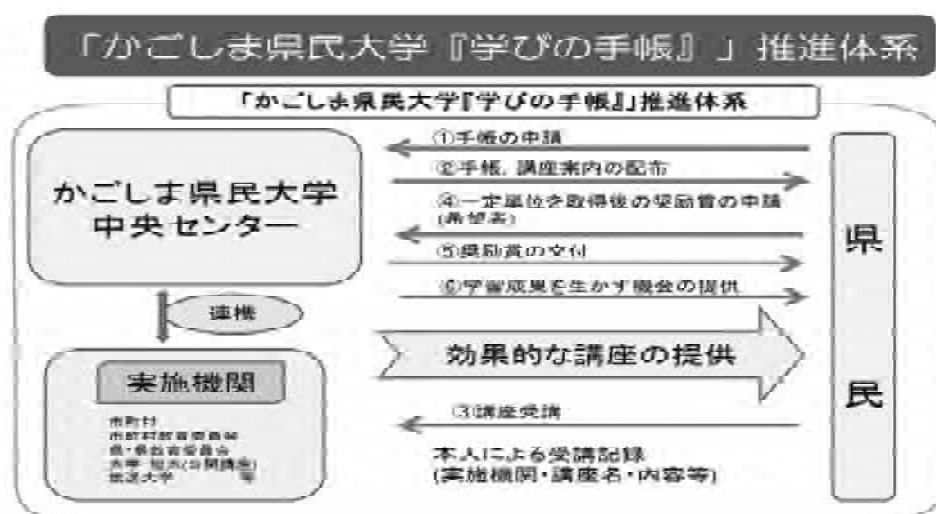 「かごしま県民大学『学びの手帳』」推進体系
「かごしま県民大学『学びの手帳』」推進体系
かごしま県民大学
中央センター
①手帳の申請
②手帳、講座案内の配布
④一定単位を取得後の奨励賞の申請
(希望者)
⑤奨励賞の交付
⑥学習成果を生かす機会の提供
県民
連携
効果的な講座の提供
実施機関
市町村
市町村教育委員会
県・県教育委員会
大学・短大(公開講座)
放送大学 等
③講座受講
本人による受講記録
(実施機関・講座名・内容等)